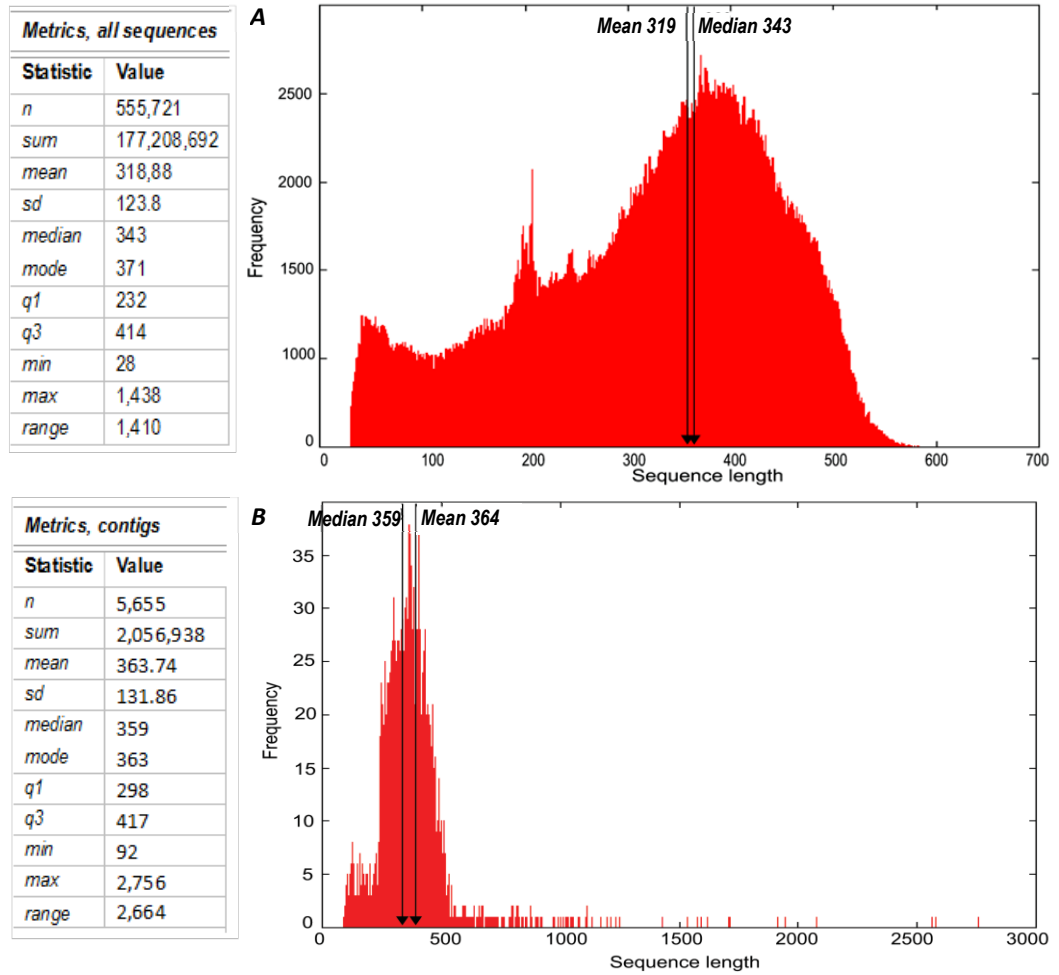 Metrics, all sequences
Statistic Value
n 555,721
sum 177,208,692
mean 318,88
sd 123.8
median 343
mode 371
q1 232
q3 414
min 28
max 1,438
range 1,410
A
Mean 319 Median 343
Frequency
2500
2000
1500
1000
0
0 100 200 300 400 500 600 700
Sequence length
Metrics, contigs
Statistic Value
n 5,655
sum 2,056,938
mean 363.74
sd 131.86
median 359
mode 363
q1 298
q3 417
min 92
max 2,756
range 2,664
B
Median 359 Mean 364
Frequency
35
30
25
20
15
10
5
0
0 500 1000 1500 2000 2500 3000
Sequence length